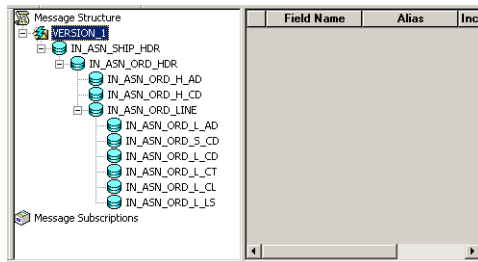 Message Structure
VERSION_1
IN_ASN_SHIP_HDR
IN_ASN_ORD_HDR
IN_ASN_ORD_H_AD
IN_ASN_ORD_H_CD
IN_ASN_ORD_LINE
IN_ASN_ORD_L_AD
IN_ASN_ORD_S_CD
IN_ASN_ORD_L_CD
IN_ASN_ORD_L_CT
IN_ASN_ORD_L_CL
IN_ASN_ORD_L_LS
Message Subscriptions
Field Name Alias Inc